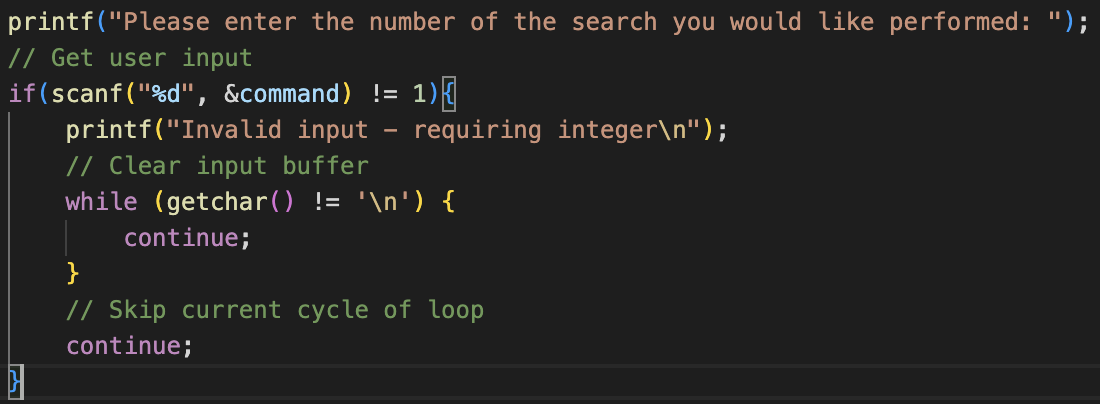 printf("Please enter the number of the search you would like performed: ");
// Get user input
if(scanf("%d", &command) != 1){
printf("Invalid input – requiring integer\n");
// Clear input buffer
while (getchar() != '\n') {
continue;
}
// Skip current cycle of loop
continue;
}